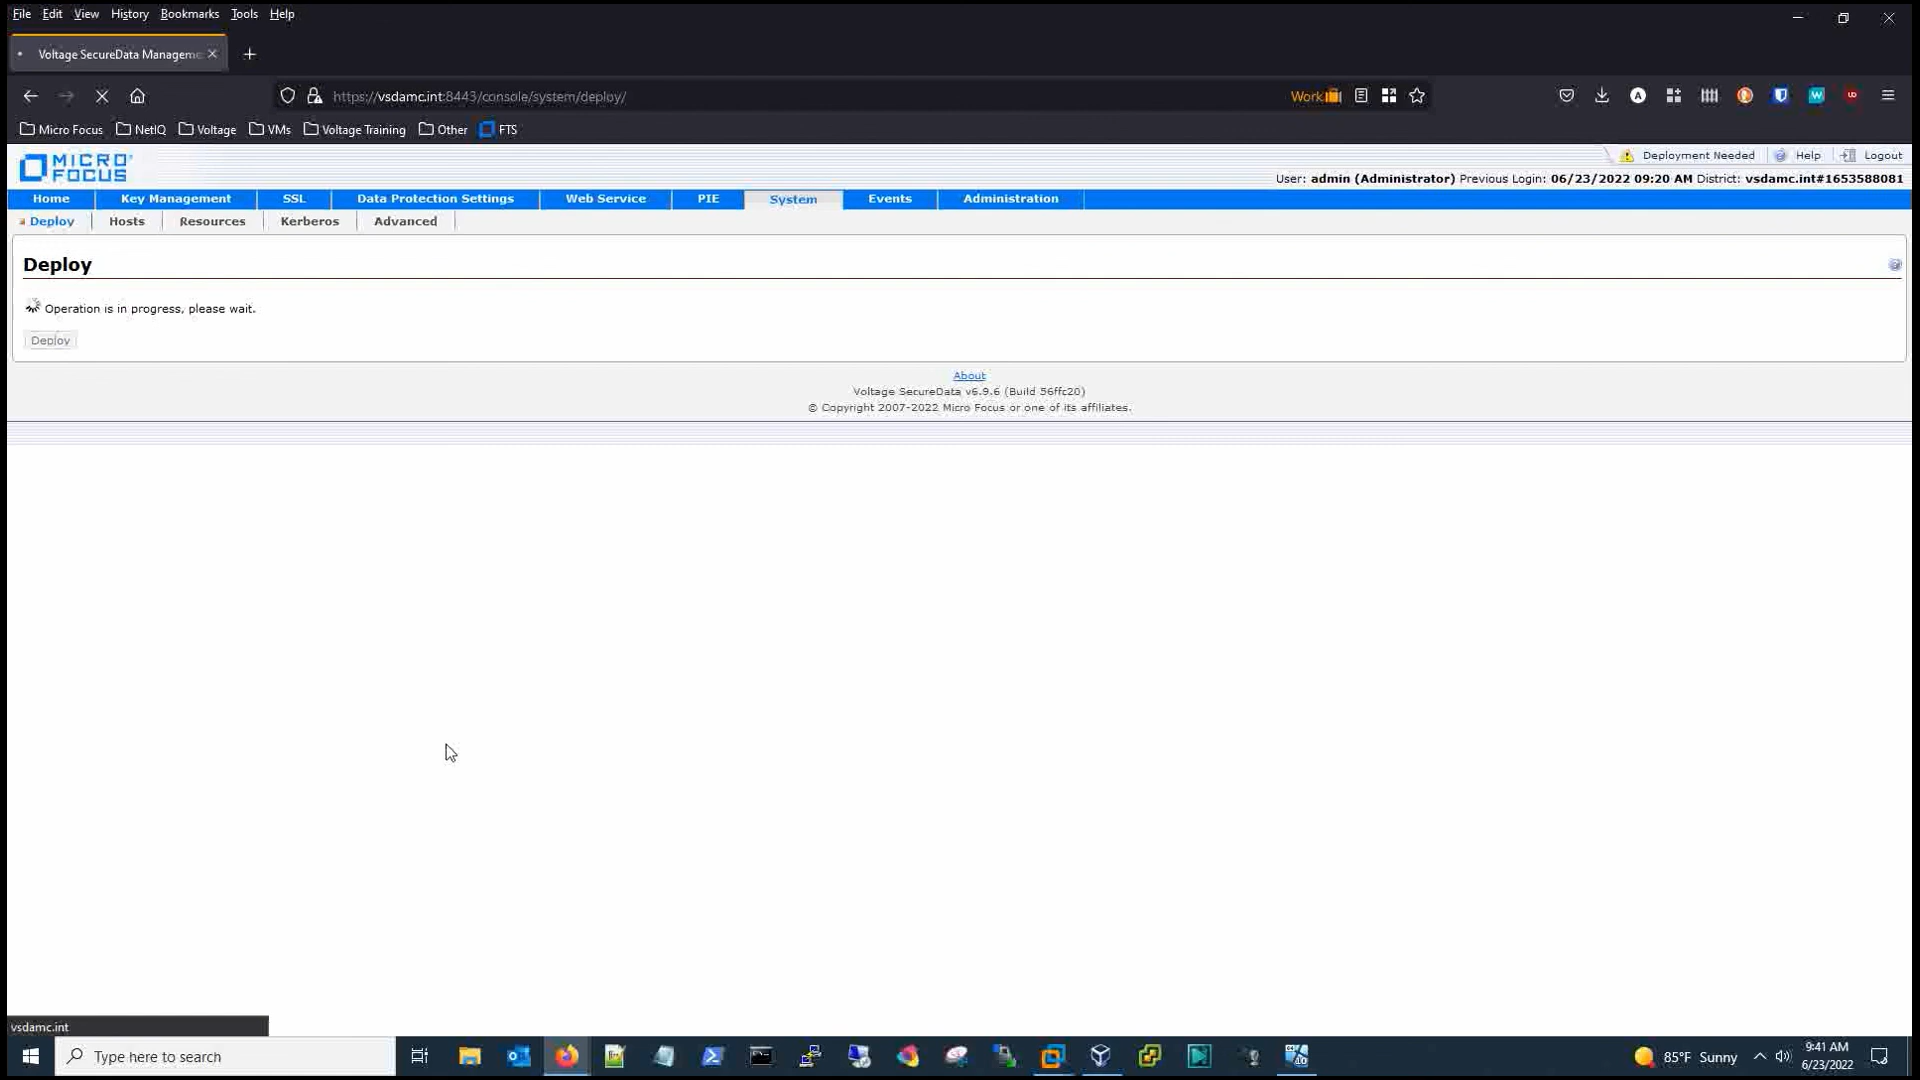 File Edit View History Bookmarks Tools Help
Voltage SecureData Manageme
https://vsdamc.int:8443/console/system/deploy/
Work
Micro Focus NetIQ Voltage VMs Voltage Training Other FTS
MICRO FOCUS
Deployment Needed Help Logout
User: admin (Administrator) Previous Login: 06/23/2022 09:20 AM District: vsdamc.int#1653588081
Home Key Management SSL Data Protection Settings Web Service PIE System Events Administration
Deploy Hosts Resources Kerberos Advanced
Deploy
Operation is in progress, please wait.
Deploy
About
Voltage SecureData v6.9.6 (Build 56ffc20)
© Copyright 2007-2022 Micro Focus or one of its affiliates.
vsdamc.int
Type here to search
85°F Sunny
9:41 AM
6/23/2022